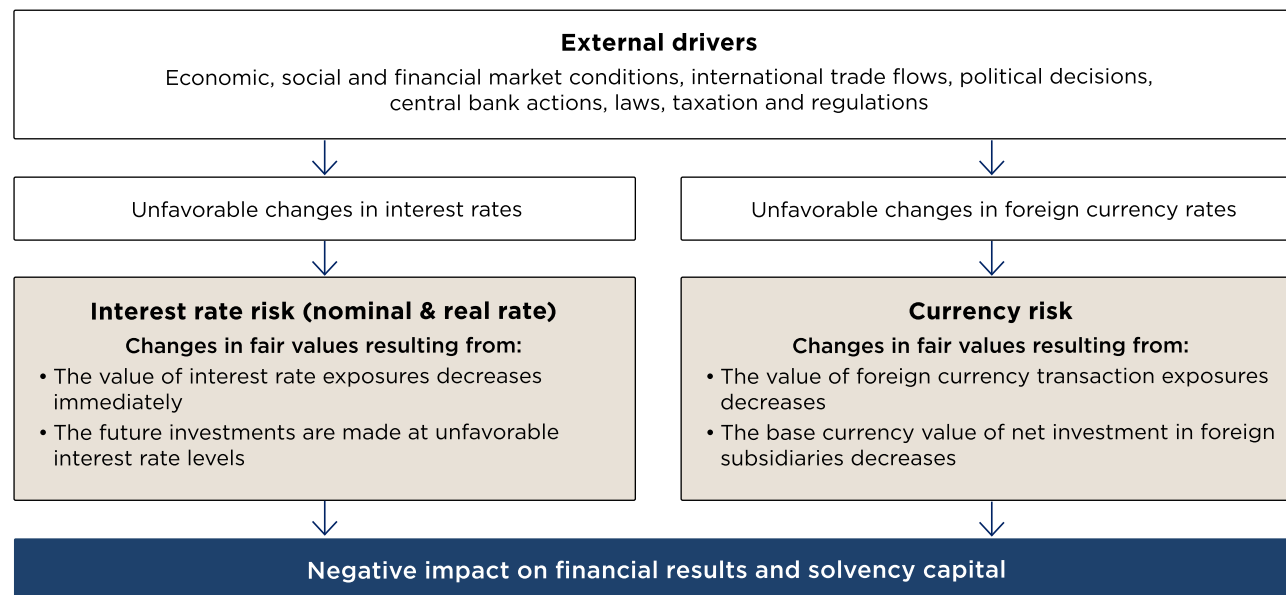 External drivers
Economic, social and financial market conditions, international trade flows, political decisions,
central bank actions, laws, taxation and regulations
Unfavorable changes in interest rates
Unfavorable changes in foreign currency rates
Interest rate risk (nominal & real rate)
Changes in fair values resulting from:
• The value of interest rate exposures decreases
immediately
• The future investments are made at unfavorable
interest rate levels
Currency risk
Changes in fair values resulting from:
• The value of foreign currency transaction exposures
decreases
• The base currency value of net investment in foreign
subsidiaries decreases
Negative impact on financial results and solvency capital